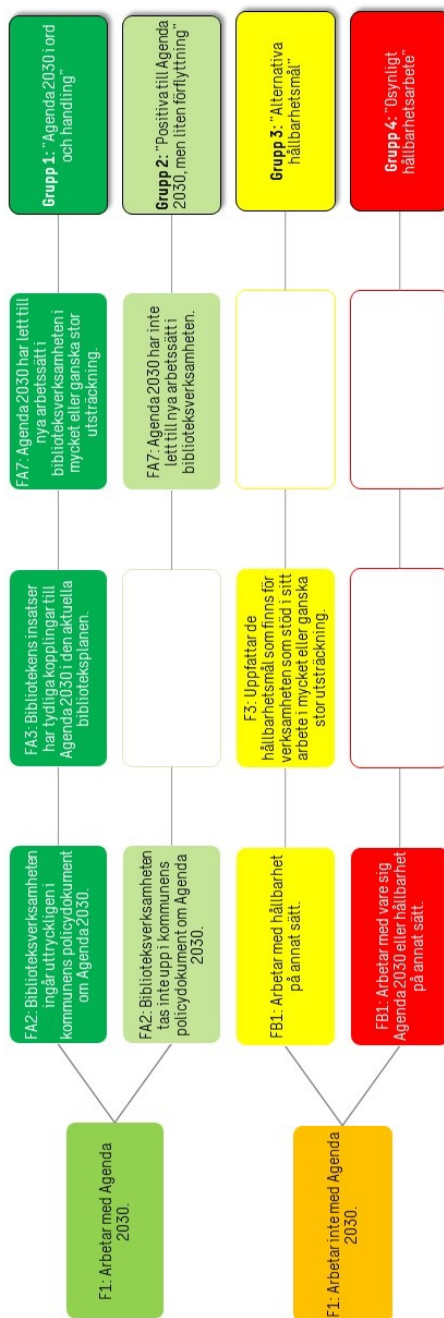 F1: Arbetar med Agenda
2030.
FA2: Biblioteksverksamheten
ingår uttryckligen i
kommunens policydokument
om Agenda 2030.
FA3: Bibliotekens insatser
har tydliga kopplingar till
Agenda 2030 i den aktuella
biblioteksplanen.
FA7: Agenda 2030 har lett till
nya arbetssätt i
biblioteksverksamheten i
mycket eller ganska stor
utsträckning.
Grupp 1: "Agenda 2030 i ord
och handling"
FA2: Biblioteksverksamheten
tas inte upp i kommunens
policydokument om Agenda
2030.
FA7: Agenda 2030 har inte
lett till nya arbetssätt i
biblioteksverksamheten.
Grupp 2: "Positiva till Agenda
2030, men liten förflyttning"
F1: Arbetar inte med Agenda
2030.
FB1: Arbetar med hållbarhet
på annat sätt.
F3: Uppfattar de
hållbarhetsmål som finns för
verksamheten som stöd i sitt
arbete i mycket eller ganska
stor utsträckning.
Grupp 3: "Alternativa
hållbarhetsmål"
FB1: Arbetar med vare sig
Agenda 2030 eller hållbarhet
på annat sätt.
Grupp 4: "Osynligt
hållbarhetsarbete"